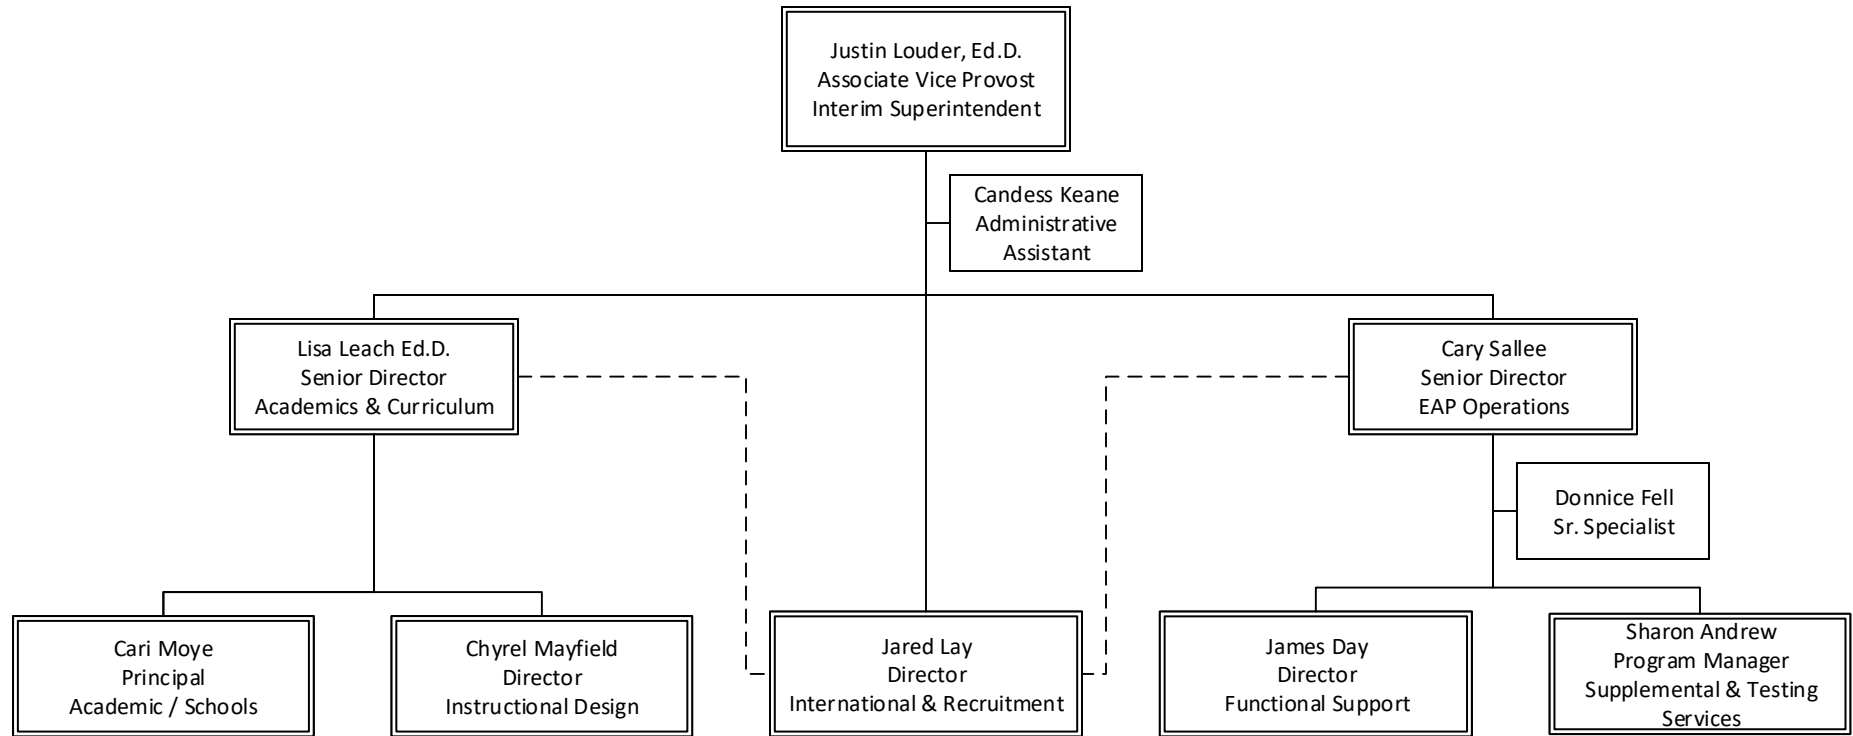 Justin Louder, Ed.D.
Associate Vice Provost
Interim Superintendent
Candess Keane
Administrative
Assistant
Lisa Leach Ed.D.
Senior Director
Academics & Curriculum
Cary Sallee
Senior Director
EAP Operations
Donnice Fell
Sr. Specialist
Cari Moye
Principal
Academic / Schools
Chyrel Mayfield
Director
Instructional Design
Jared Lay
Director
International & Recruitment
James Day
Director
Functional Support
Sharon Andrew
Program Manager
Supplemental & Testing
Services